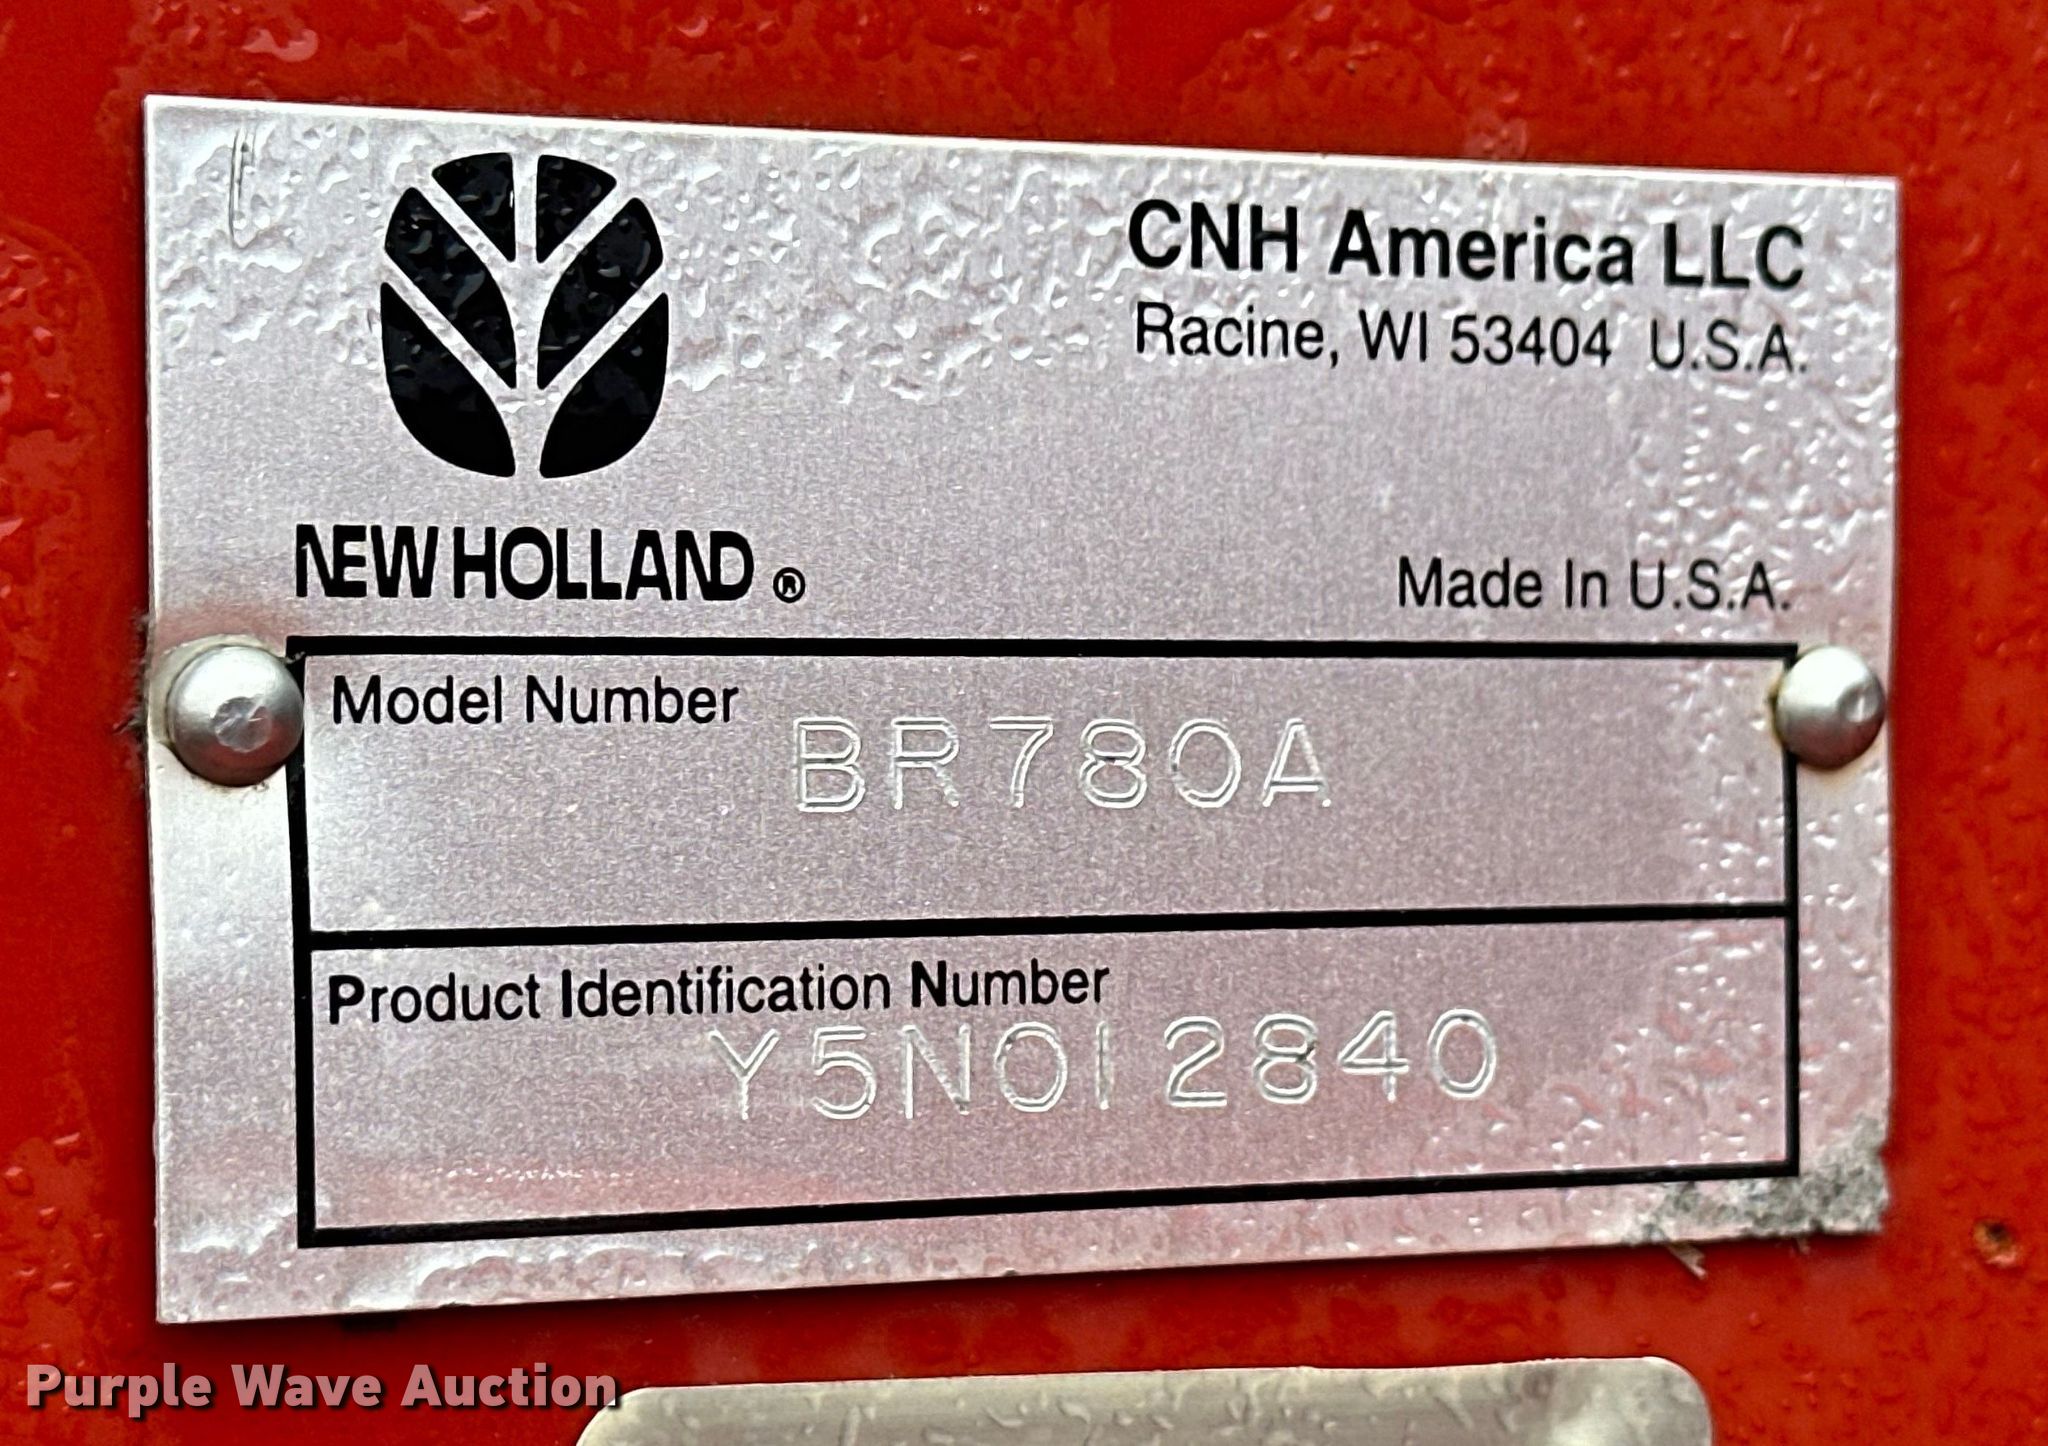 CNH America LLC
Racine, WI 53404 U.S.A.
NEW HOLLAND ®
Made In U.S.A.
Model Number
BR780A
Product Identification Number
Y5N012840
Purple Wave Auction